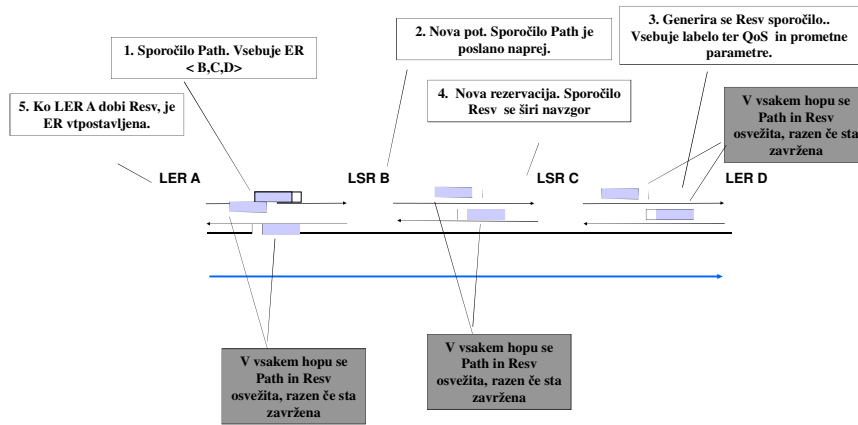 1. Sporočilo Path. Vsebuje ER
< B,C,D>
2. Nova pot. Sporočilo Path je
poslano naprej.
3. Generira se Resv sporočilo..
Vsebuje labelo ter QoS in prometne
parametre.
5. Ko LER A dobi Resv, je
ER vtpostavljena.
4. Nova rezervacija. Sporočilo
Resv se širi navzgor
V vsakem hopu se
Path in Resv
osvežita, razen če sta
zavržena
LER A
LSR B
LSR C
LER D
V vsakem hopu se
Path in Resv
osvežita, razen če sta
zavržena
V vsakem hopu se
Path in Resv
osvežita, razen če sta
zavržena